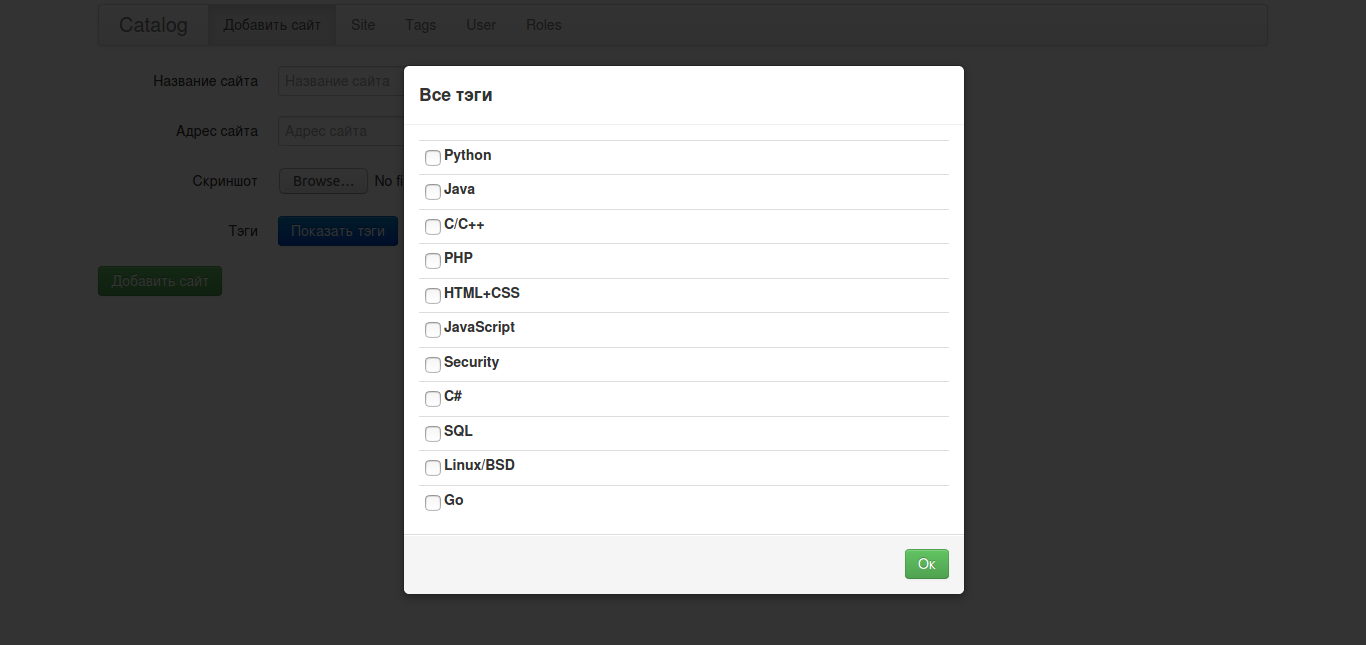 Catalog Добавить сайт Site Tags User Roles
Название сайта Название сайта
Адрес сайта Адрес сайта
Скриншот Browse... No fi
Тэги Показать тэги
Добавить сайт
Все тэги
Python
Java
C/C++
PHP
HTML+CSS
JavaScript
Security
C#
SQL
Linux/BSD
Go
Ок